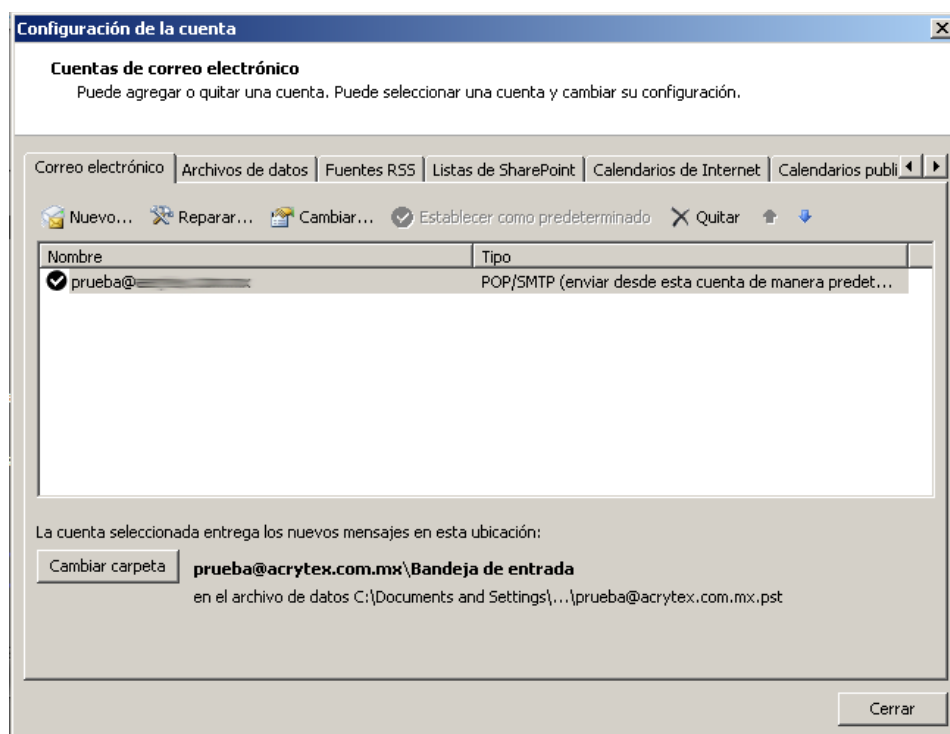 Configuración de la cuenta
Cuentas de correo electrónico
Puede agregar o quitar una cuenta. Puede seleccionar una cuenta y cambiar su configuración.
Correo electrónico Archivos de datos Fuentes RSS Listas de SharePoint Calendarios de Internet Calendarios publi
Nuevo... Reparar... Cambiar... Establecer como predeterminado Quitar
Nombre Tipo
prueba@ POP/SMTP (enviar desde esta cuenta de manera predet...
La cuenta seleccionada entrega los nuevos mensajes en esta ubicación:
Cambiar carpeta prueba@acrytex.com.mx\Bandeja de entrada
en el archivo de datos C:\Documents and Settings\...\prueba@acrytex.com.mx.pst
Cerrar